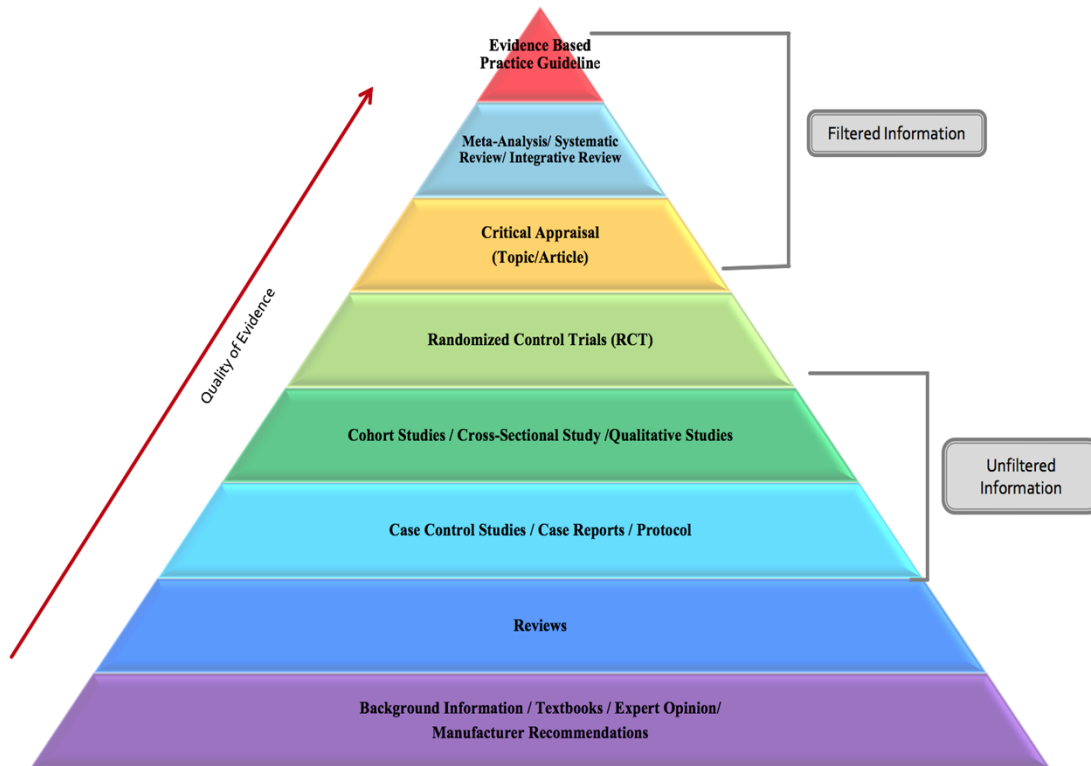 Evidence Based
Practice Guideline
Filtered Information
Meta-Analysis/ Systematic
Review/ Integrative Review
Critical Appraisal
(Topic/Article)
Quality of Evidence
Randomized Control Trials (RCT)
Cohort Studies / Cross-Sectional Study /Qualitative Studies
Unfiltered
Information
Case Control Studies / Case Reports / Protocol
Reviews
Background Information / Textbooks / Expert Opinion/
Manufacturer Recommendations